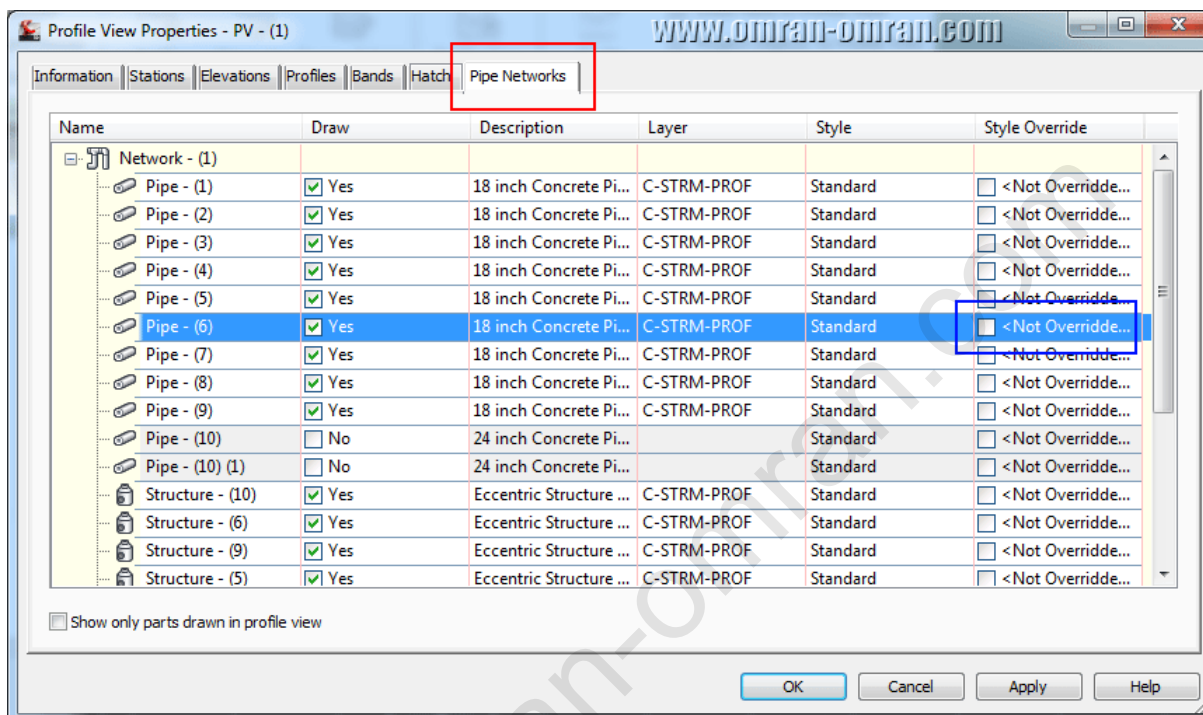 Profile View Properties - PV - (1) www.omran-omran.com
Information Stations Elevations Profiles Bands Hatch Pipe Networks
Name Draw Description Layer Style Style Override
Network - (1)
Pipe - (1) Yes 18 inch Concrete Pi... C-STRM-PROF Standard <Not Overridde...
Pipe - (2) Yes 18 inch Concrete Pi... C-STRM-PROF Standard <Not Overridde...
Pipe - (3) Yes 18 inch Concrete Pi... C-STRM-PROF Standard <Not Overridde...
Pipe - (4) Yes 18 inch Concrete Pi... C-STRM-PROF Standard <Not Overridde...
Pipe - (5) Yes 18 inch Concrete Pi... C-STRM-PROF Standard <Not Overridde...
Pipe - (6) Yes 18 inch Concrete Pi... C-STRM-PROF Standard <Not Overridde...
Pipe - (7) Yes 18 inch Concrete Pi... C-STRM-PROF Standard <Not Overridde...
Pipe - (8) Yes 18 inch Concrete Pi... C-STRM-PROF Standard <Not Overridde...
Pipe - (9) Yes 18 inch Concrete Pi... C-STRM-PROF Standard <Not Overridde...
Pipe - (10) No 24 inch Concrete Pi... Standard <Not Overridde...
Pipe - (10) (1) No 24 inch Concrete Pi... Standard <Not Overridde...
Structure - (10) Yes Eccentric Structure ... C-STRM-PROF Standard <Not Overridde...
Structure - (6) Yes Eccentric Structure ... C-STRM-PROF Standard <Not Overridde...
Structure - (9) Yes Eccentric Structure ... C-STRM-PROF Standard <Not Overridde...
Structure - (5) Yes Eccentric Structure ... C-STRM-PROF Standard <Not Overridde...
Show only parts drawn in profile view
OK Cancel Apply Help
an-omran.com